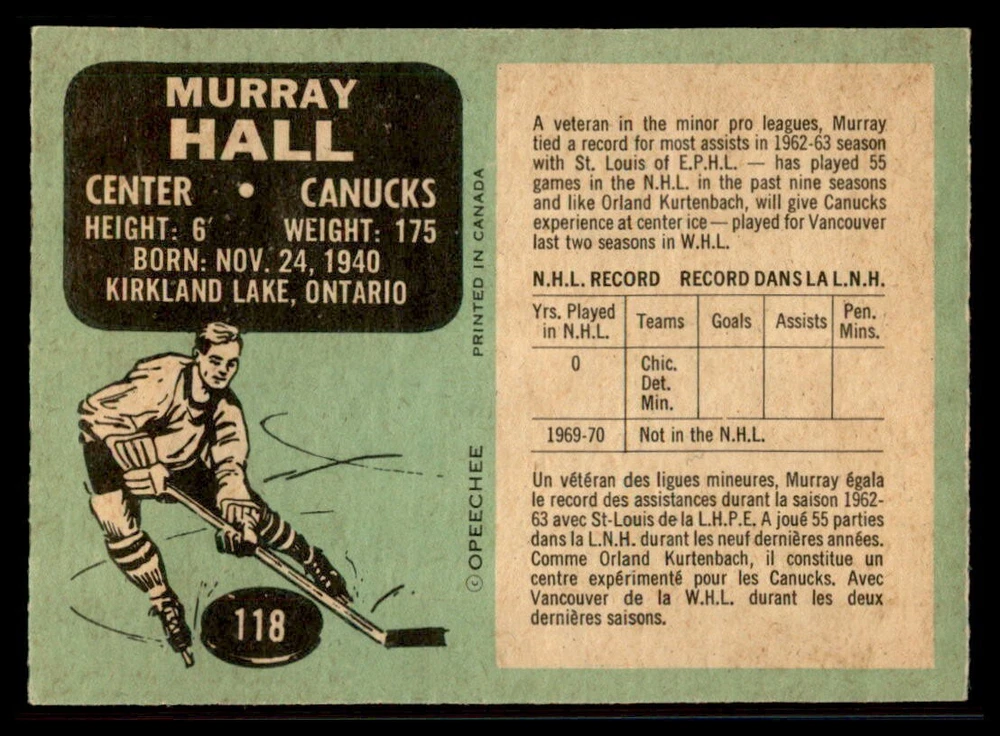 MURRAY
HALL
CENTER • CANUCKS
HEIGHT: 6' WEIGHT: 175
BORN: NOV. 24, 1940
KIRKLAND LAKE, ONTARIO
118
© OPEECHEE PRINTED IN CANADA
A veteran in the minor pro leagues, Murray
tied a record for most assists in 1962-63 season
with St. Louis of E.P.H.L. — has played 55
games in the N.H.L. in the past nine seasons
and like Orland Kurtenbach, will give Canucks
experience at center ice — played for Vancouver
last two seasons in W.H.L.
N.H.L. RECORD RECORD DANS LA L.N.H.
Yrs. Played
in N.H.L. Teams Goals Assists Pen.
Mins.
0 Chic.
Det.
Min.
1969-70 Not in the N.H.L.
Un vétéran des ligues mineures, Murray égala
le record des assistances durant la saison 1962-
63 avec St-Louis de la L.H.P.E. A joué 55 parties
dans la L.N.H. durant les neuf dernières années.
Comme Orland Kurtenbach, il constitue un
centre expérimenté pour les Canucks. Avec
Vancouver de la W.H.L. durant les deux
dernières saisons.